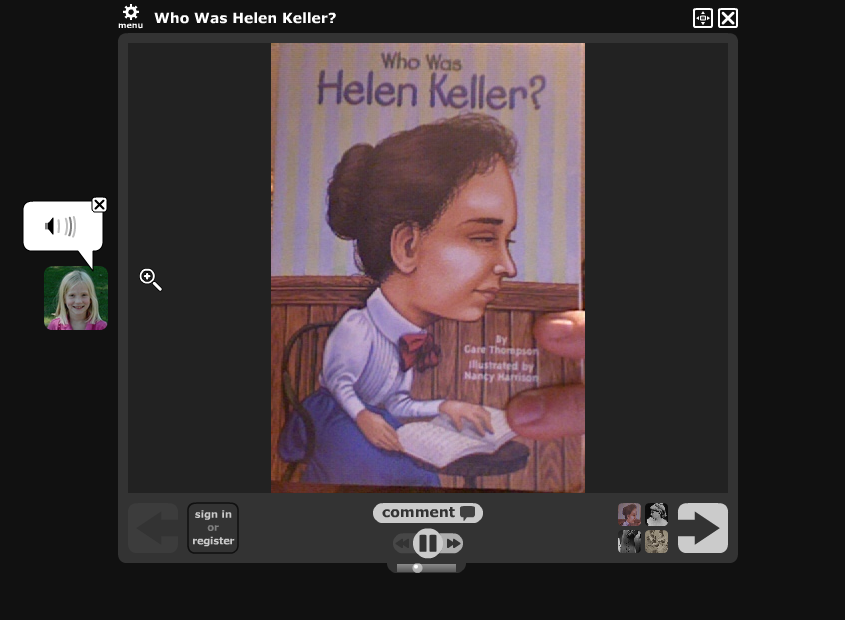 menu
Who Was Helen Keller?
Who Was
Helen Keller?
By
Gare Thompson
illustrated by
Nancy Harrison
sign in
or
register
comment